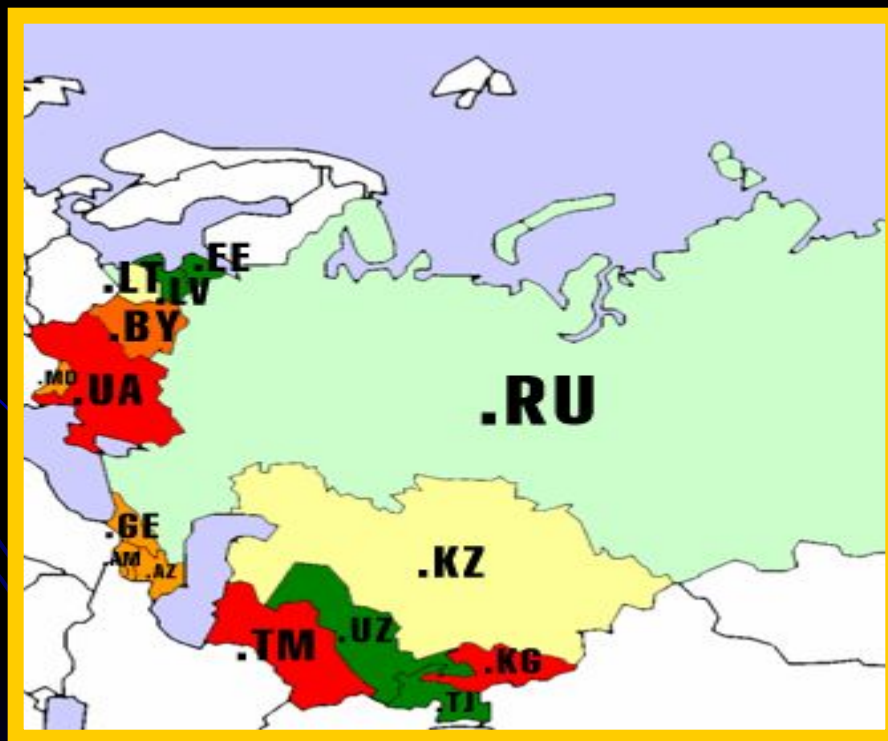 .EE
.LT
.LV
.BY
.MD
.UA
.RU
.GE
AM
.AZ
.KZ
.UZ
.TM
.KG
.TJ